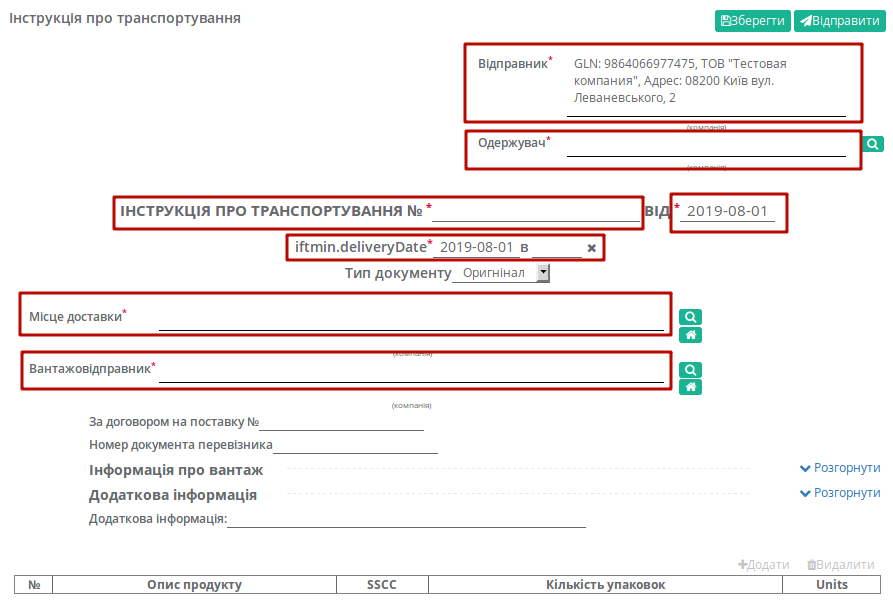 Інструкція про транспортування
Зберегти Відправити
Відправник* GLN: 9864066977475, ТОВ "Тестовая
компания", Адрес: 08200 Київ вул.
Леваневського, 2
(компанія)
Одержувач*
(компанія)
ІНСТРУКЦІЯ ПРО ТРАНСПОРТУВАННЯ № * ВІД * 2019-08-01
iftmin.deliveryDate* 2019-08-01 в
Тип документу Оригнінал
Місце доставки*
(компанія)
Вантажовідправник*
(компанія)
За договором на поставку №
Номер документа перевізника
Інформація про вантаж Розгорнути
Додаткова інформація Розгорнути
Додаткова інформація:
Додати Видалити
№ Опис продукту SSCC Кількість упаковок Units